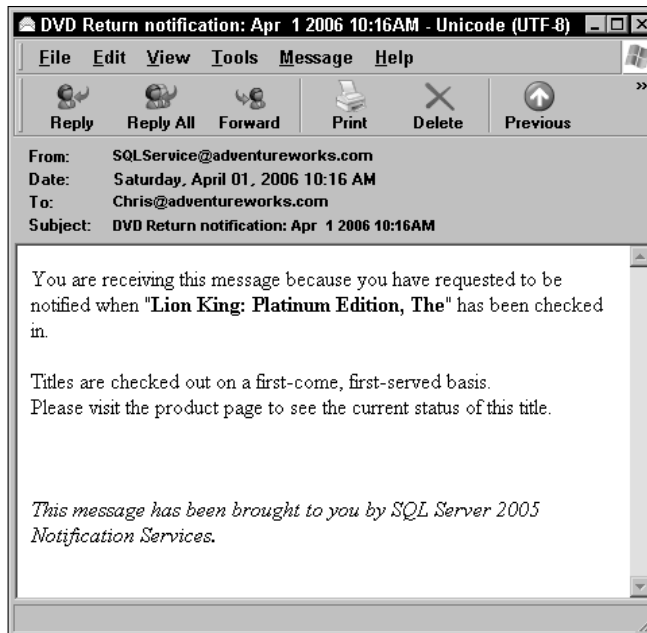 DVD Return notification: Apr  1 2006 10:16AM - Unicode (UTF-8)
File Edit View Tools Message Help
»
Reply Reply All Forward Print Delete Previous
From: SQLService@adventureworks.com
Date: Saturday, April 01, 2006 10:16 AM
To: Chris@adventureworks.com
Subject: DVD Return notification: Apr  1 2006 10:16AM
You are receiving this message because you have requested to be
notified when "Lion King: Platinum Edition, The" has been checked
in.
Titles are checked out on a first-come, first-served basis.
Please visit the product page to see the current status of this title.
This message has been brought to you by SQL Server 2005
Notification Services.